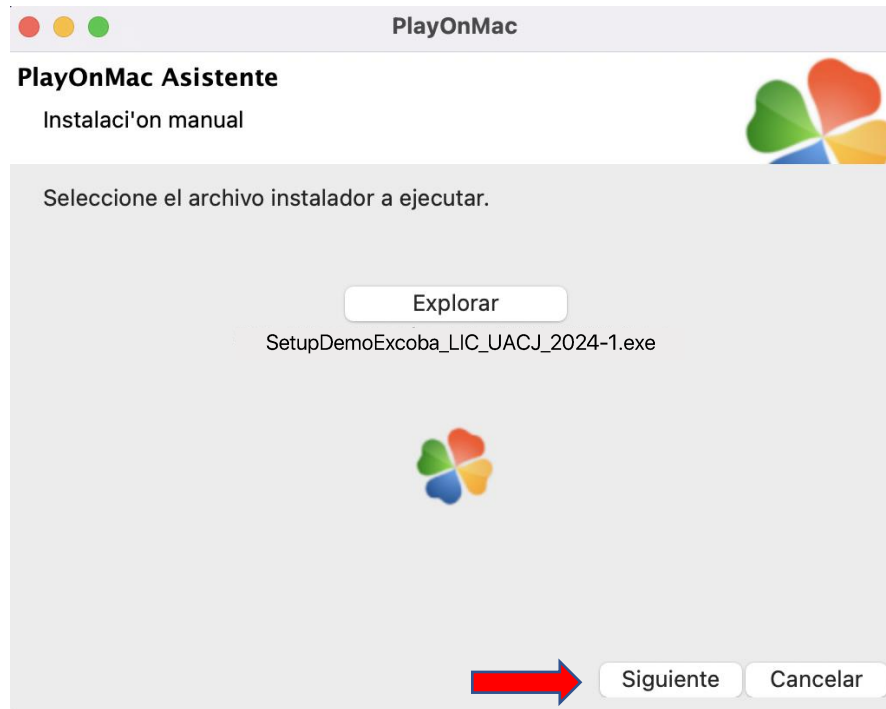 PlayOnMac
PlayOnMac Asistente
Instalaci'on manual
Seleccione el archivo instalador a ejecutar.
Explorar
SetupDemoExcoba_LIC_UACJ_2024-1.exe
Siguiente Cancelar